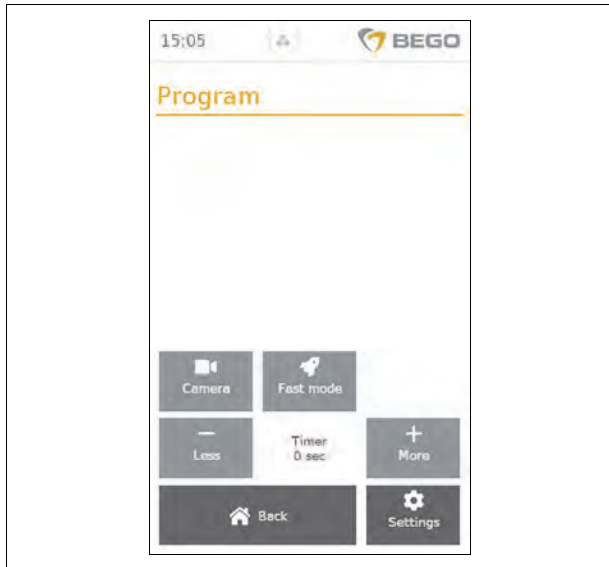 15:05 BEGO
Program
Camera Fast mode
Less Timer 0 sec More
Back Settings